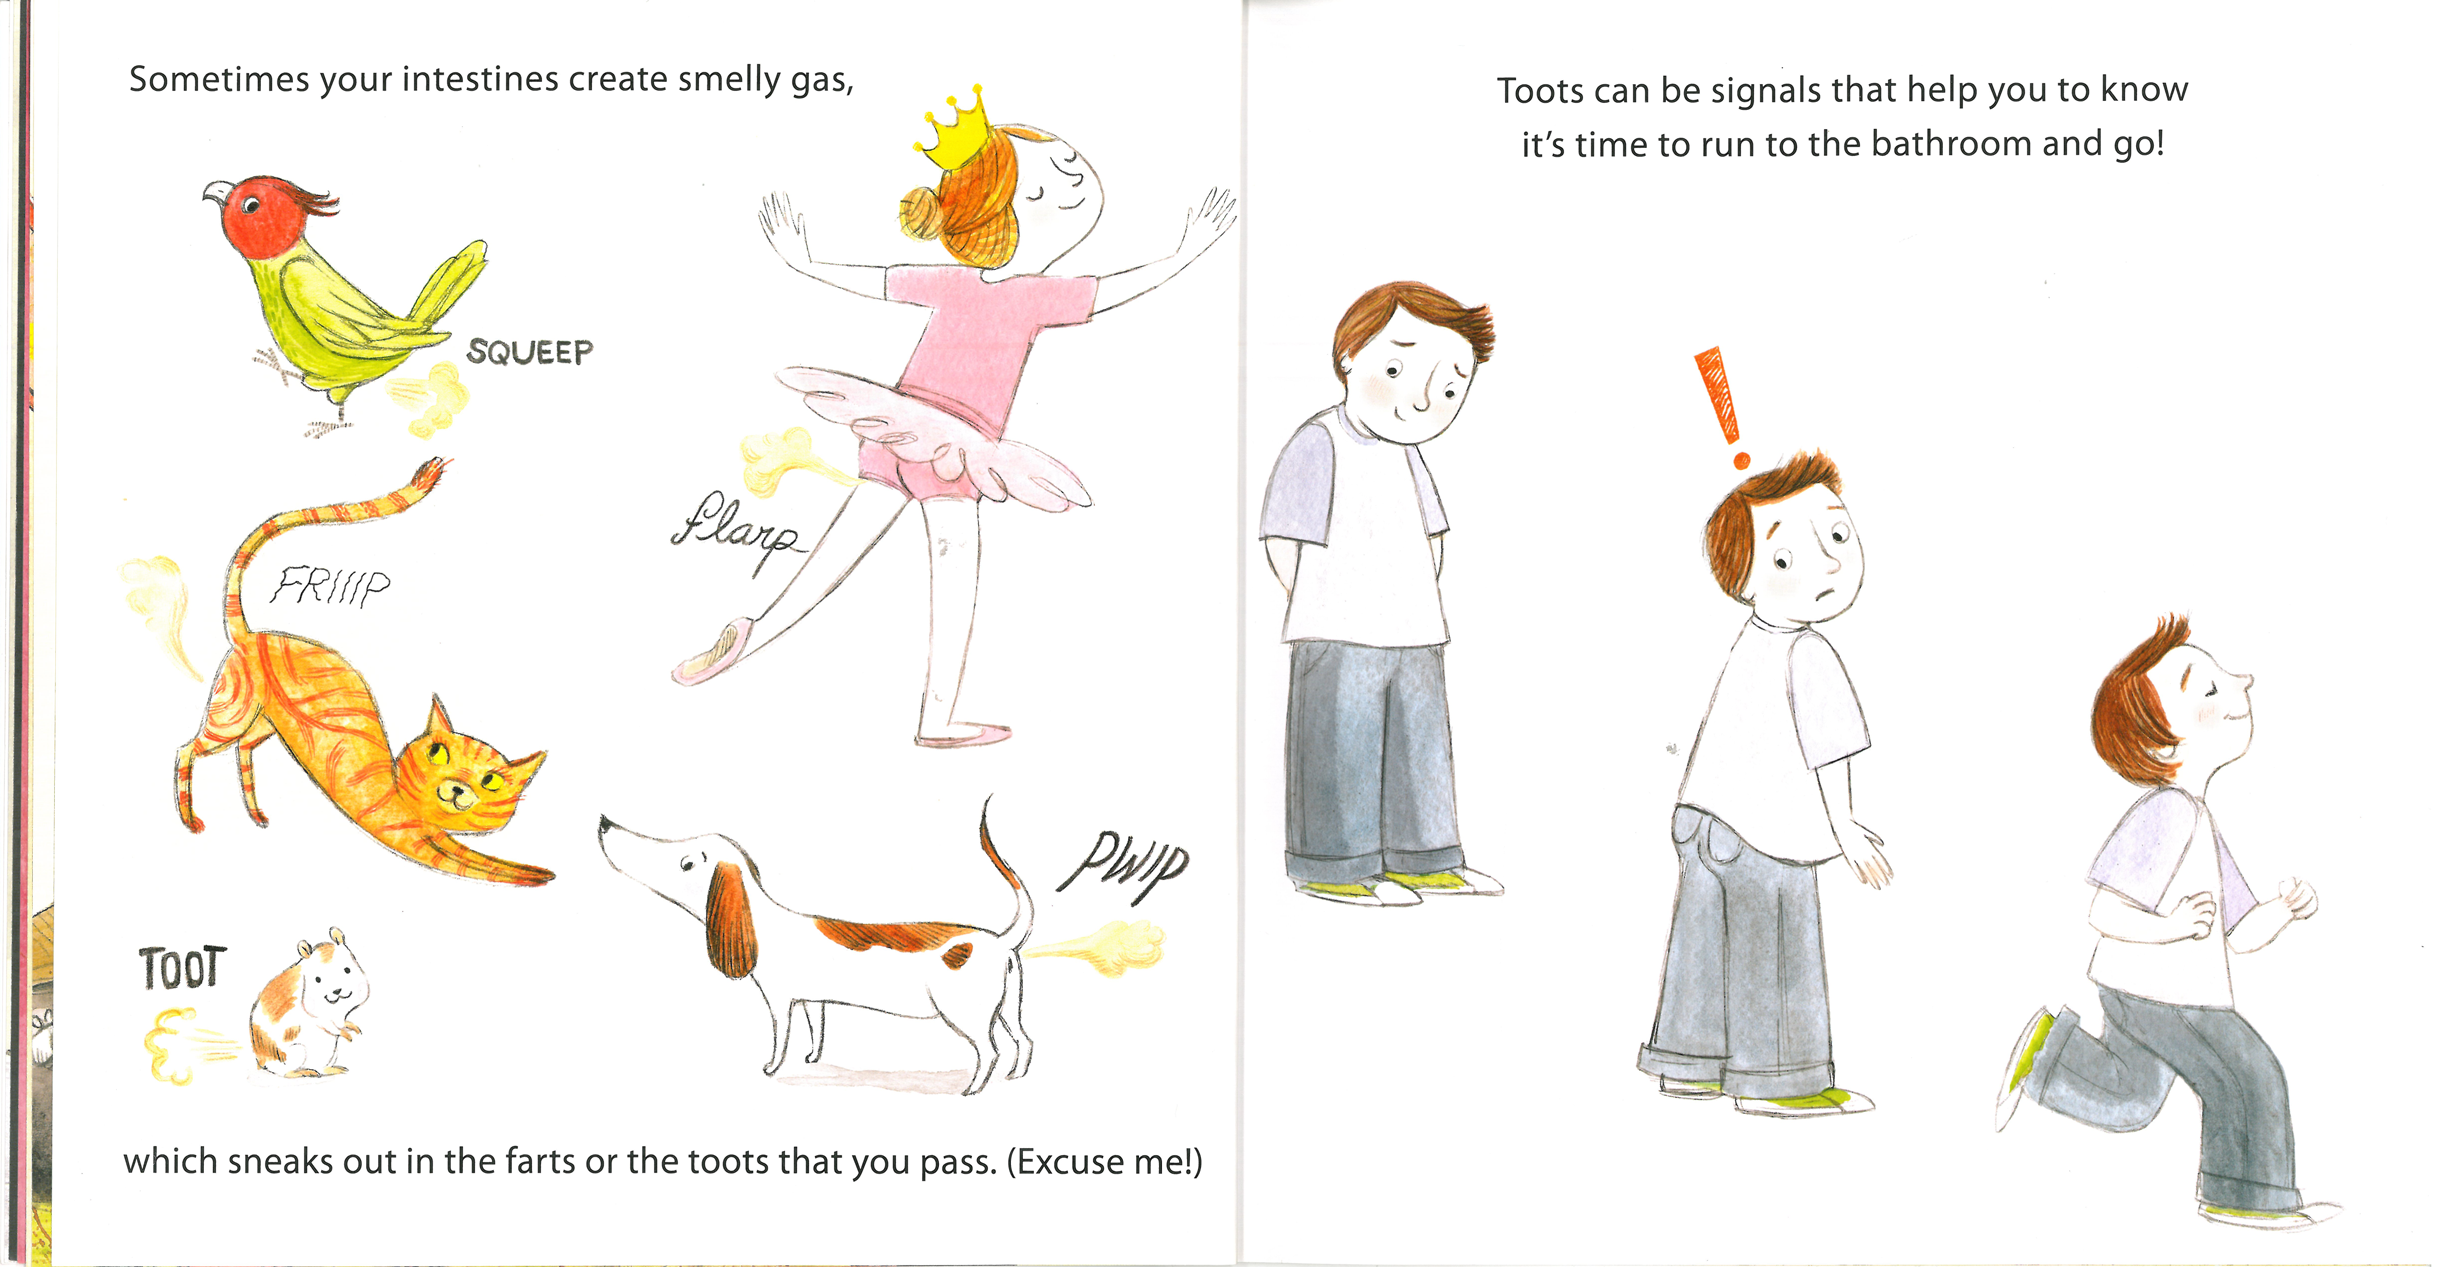 Sometimes your intestines create smelly gas,
SQUEEP
flarp
FRIIIP
PWIP
TOOT
which sneaks out in the farts or the toots that you pass. (Excuse me!)
Toots can be signals that help you to know
it's time to run to the bathroom and go!
!